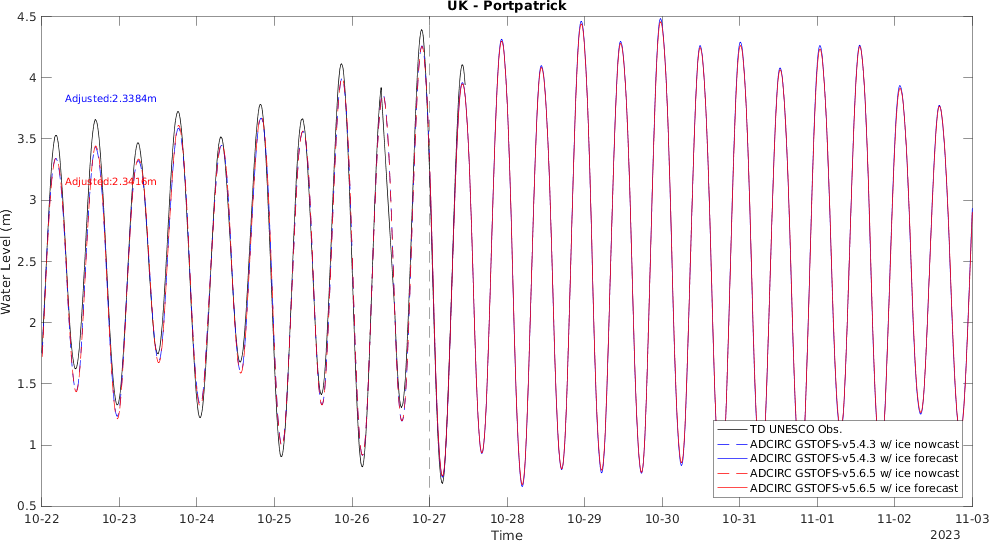 UK - Portpatrick
4.5
4
3.5
3
2.5
2
1.5
1
0.5
Water Level (m)
Adjusted:2.3384m
Adjusted:2.3416m
TD UNESCO Obs.
ADCIRC GSTOFS-v5.4.3 w/ ice nowcast
ADCIRC GSTOFS-v5.4.3 w/ ice forecast
ADCIRC GSTOFS-v5.6.5 w/ ice nowcast
ADCIRC GSTOFS-v5.6.5 w/ ice forecast
10-22 10-23 10-24 10-25 10-26 10-27 10-28 10-29 10-30 10-31 11-01 11-02 11-03
Time
2023